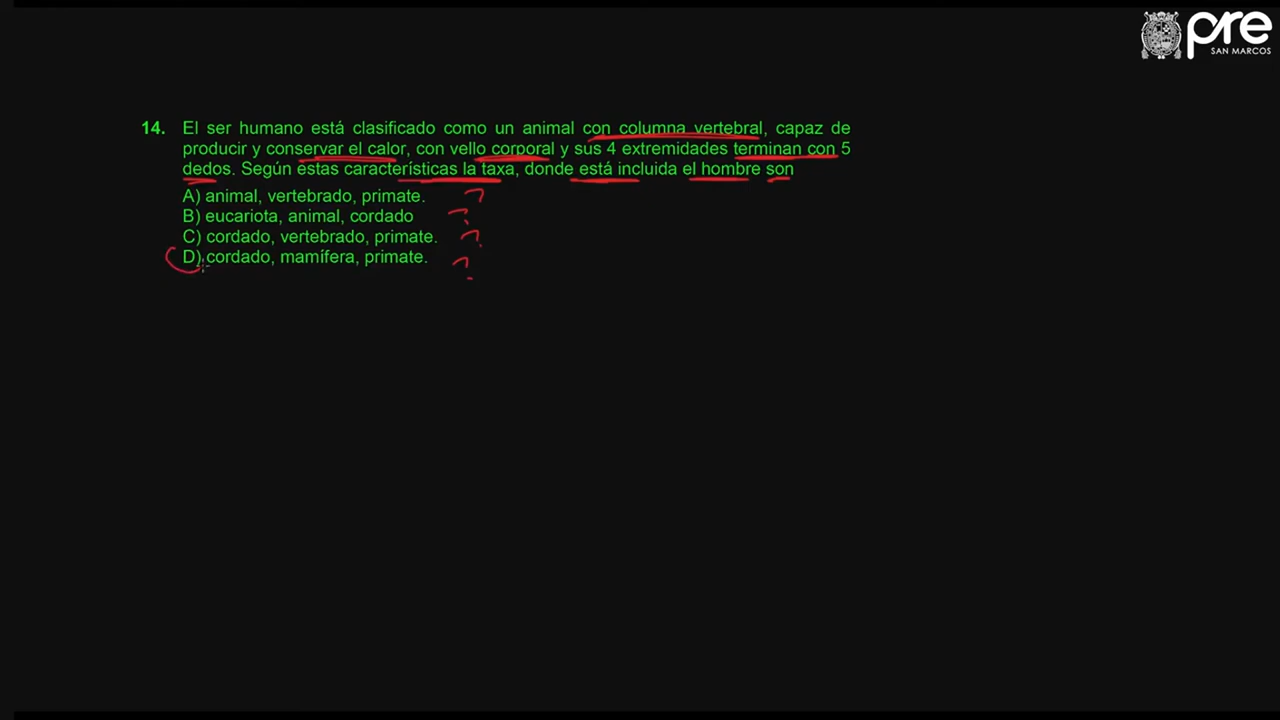 pre
SAN MARCOS
14. El ser humano está clasificado como un animal con columna vertebral, capaz de
producir y conservar el calor, con vello corporal y sus 4 extremidades terminan con 5
dedos. Según estas características la taxa, donde está incluida el hombre son
A) animal, vertebrado, primate. ?
B) eucariota, animal, cordado ?
C) cordado, vertebrado, primate. ?
D) cordado, mamífera, primate. ?